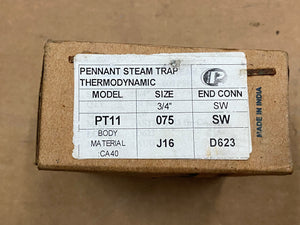 PENNANT STEAM TRAP
THERMODYNAMIC
MODEL SIZE END CONN
3/4" SW
PT11 075 SW
BODY
MATERIAL J16 D623
CA40
MADE IN INDIA